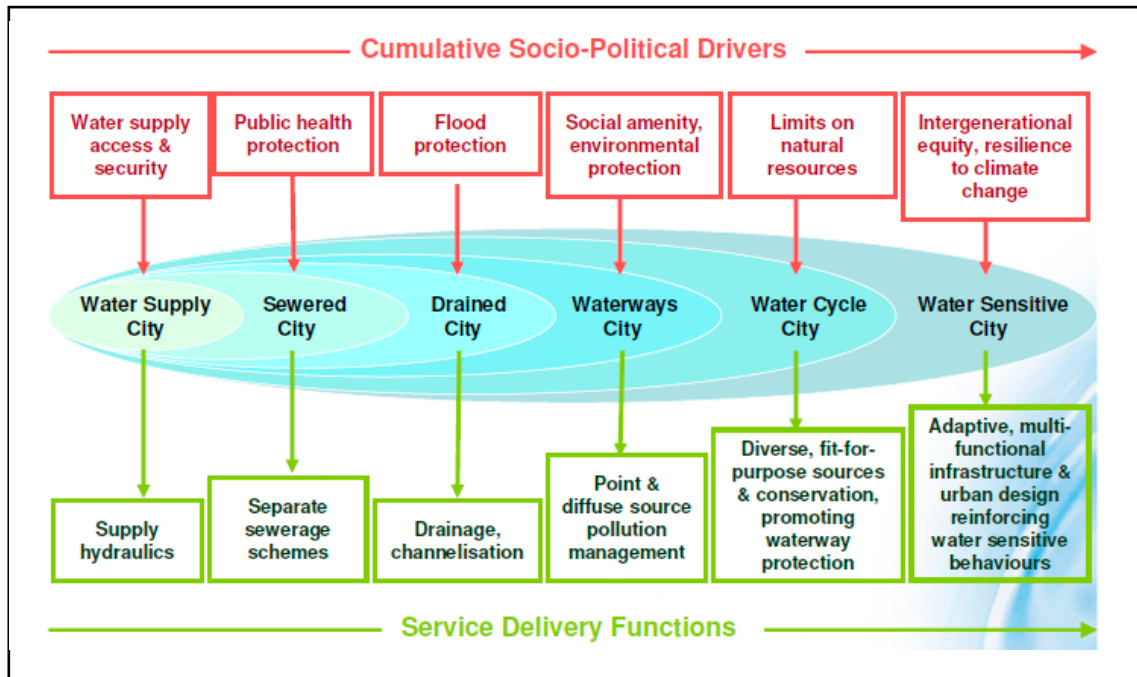 Cumulative Socio-Political Drivers
Water supply
access &
security
Public health
protection
Flood
protection
Social amenity,
environmental
protection
Limits on
natural
resources
Intergenerational
equity, resilience
to climate
change
Water Supply
City
Sewered
City
Drained
City
Waterways
City
Water Cycle
City
Water Sensitive
City
Supply
hydraulics
Separate
sewerage
schemes
Drainage,
channelisation
Point &
diffuse source
pollution
management
Diverse, fit-for-
purpose sources
& conservation,
promoting
waterway
protection
Adaptive, multi-
functional
infrastructure &
urban design
reinforcing
water sensitive
behaviours
Service Delivery Functions